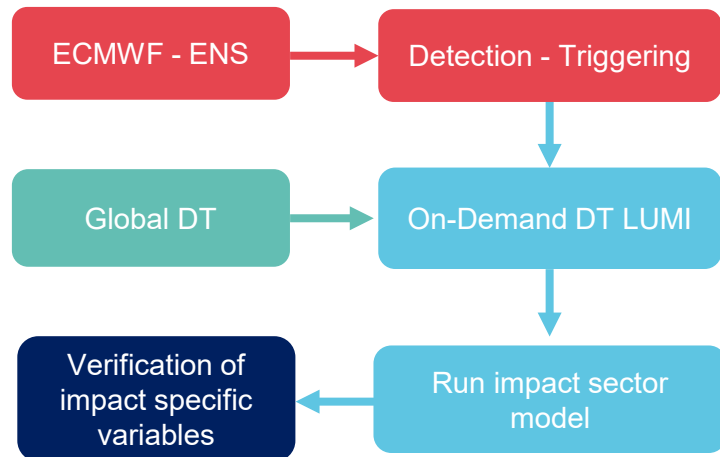 ECMWF - ENS
Detection - Triggering
Global DT
On-Demand DT LUMI
Verification of
impact specific
variables
Run impact sector
model